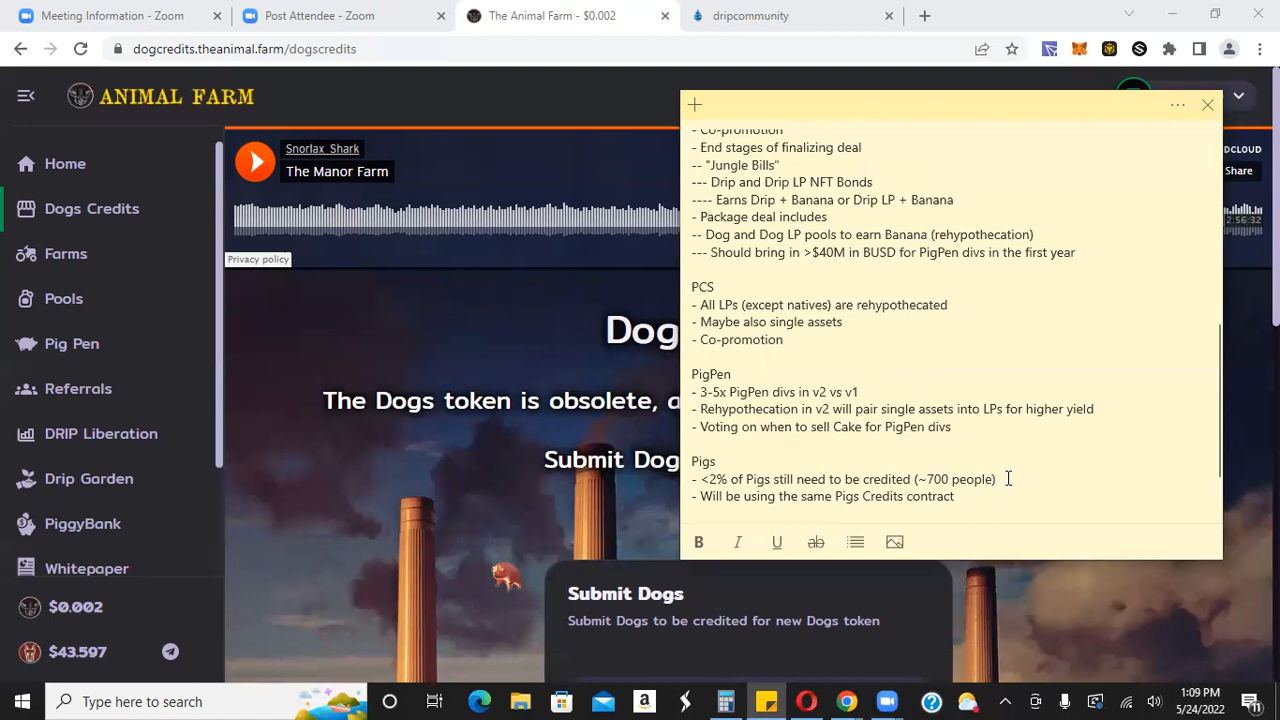 Meeting Information - Zoom
Post Attendee - Zoom
The Animal Farm - $0.002
dripcommunity
dogcredits.theanimal.farm/dogscredits
ANIMAL FARM
Home
Dogs Credits
Farms
Pools
Pig Pen
Referrals
DRIP Liberation
Drip Garden
PiggyBank
Whitepaper
$0.002
$43.597
Snorlax Shark
The Manor Farm
Privacy policy
DCLOUD
Share
2:56:32
Dog
The Dogs token is obsolete, a
Submit Dog
- Co-promotion
- End stages of finalizing deal
-- "Jungle Bills"
--- Drip and Drip LP NFT Bonds
---- Earns Drip + Banana or Drip LP + Banana
- Package deal includes
-- Dog and Dog LP pools to earn Banana (rehypothecation)
--- Should bring in >$40M in BUSD for PigPen divs in the first year
PCS
- All LPs (except natives) are rehypothecated
- Maybe also single assets
- Co-promotion
PigPen
- 3-5x PigPen divs in v2 vs v1
- Rehypothecation in v2 will pair single assets into LPs for higher yield
- Voting on when to sell Cake for PigPen divs
Pigs
- <2% of Pigs still need to be credited (~700 people)
- Will be using the same Pigs Credits contract
B I U ab
Submit Dogs
Submit Dogs to be credited for new Dogs token
Type here to search
1:09 PM
5/24/2022
11